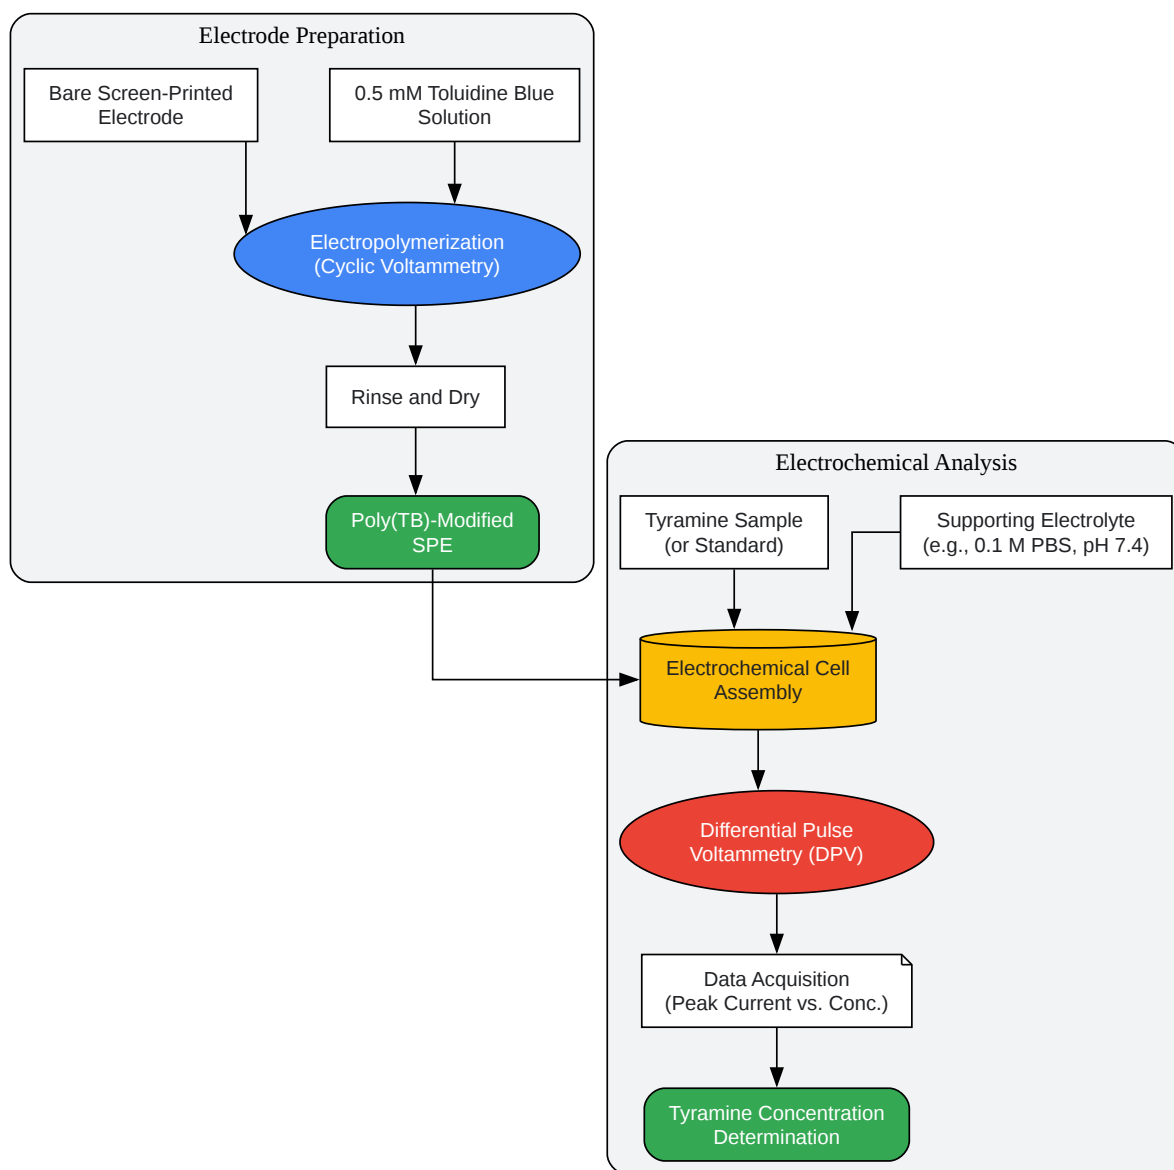 Electrode Preparation
Bare Screen-Printed
Electrode
0.5 mM Toluidine Blue
Solution
Electropolymerization
(Cyclic Voltammetry)
Rinse and Dry
Poly(TB)-Modified
SPE
Electrochemical Analysis
Tyramine Sample
(or Standard)
Supporting Electrolyte
(e.g., 0.1 M PBS, pH 7.4)
Electrochemical Cell
Assembly
Differential Pulse
Voltammetry (DPV)
Data Acquisition
(Peak Current vs. Conc.)
Tyramine Concentration
Determination